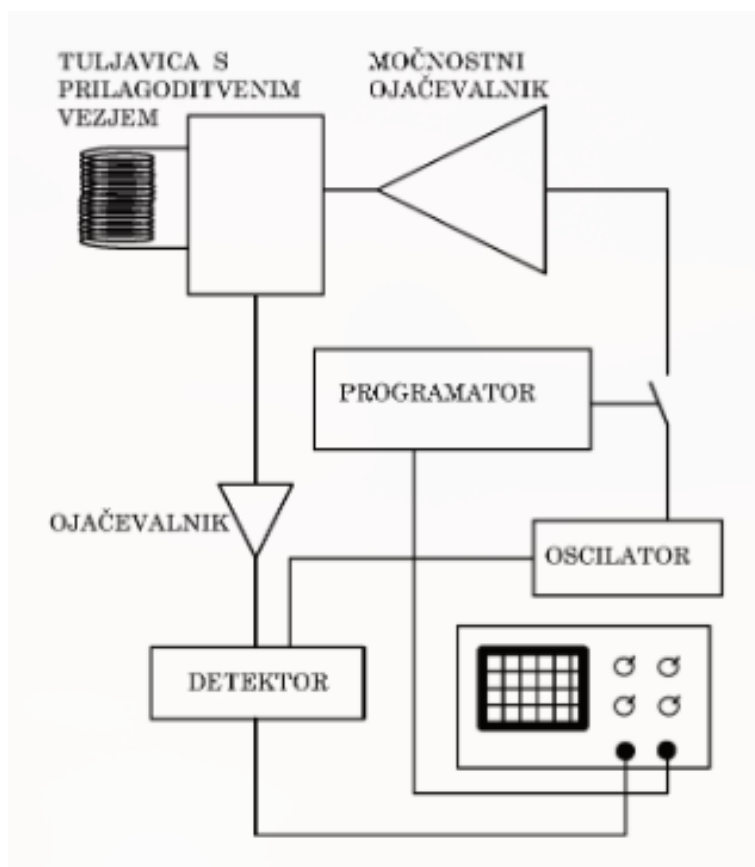 TULJAVICA S
PRILAGODITVENIM
VEZJEM
MOČNOSTNI
OJAČEVALNIK
PROGRAMATOR
OJAČEVALNIK
OSCILATOR
DETEKTOR